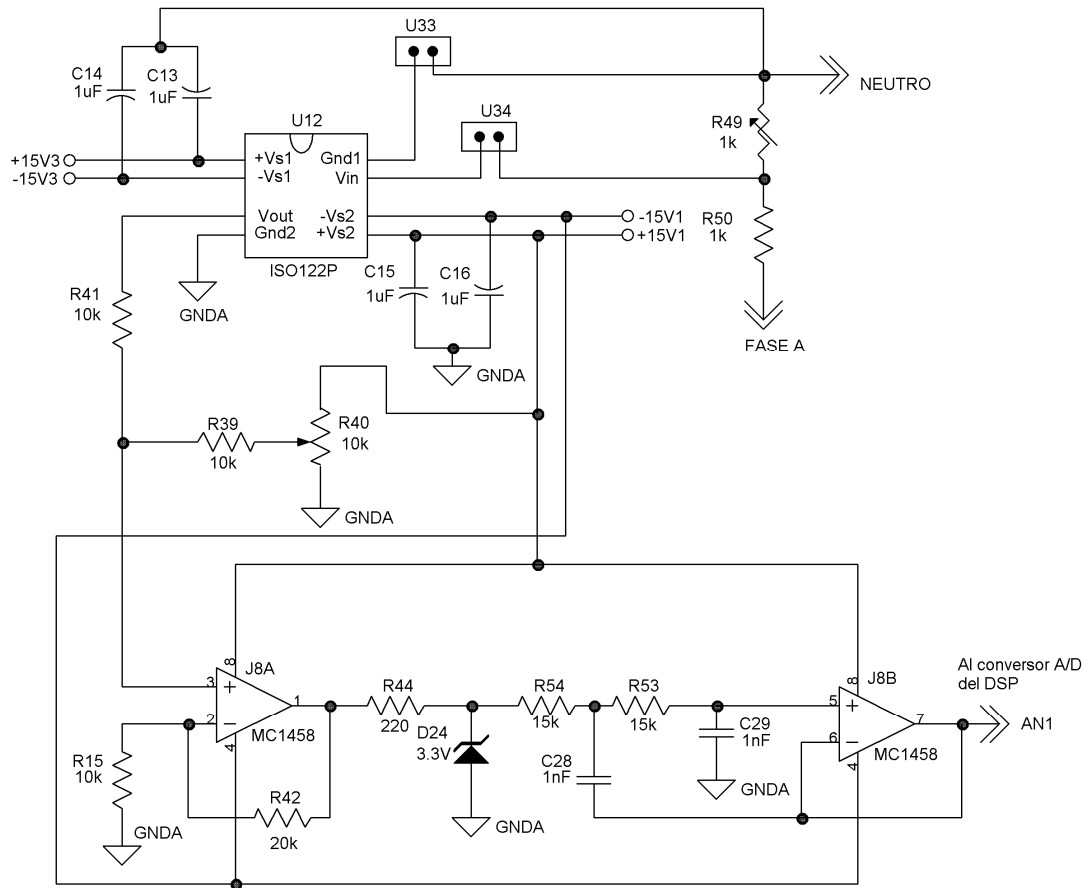 U33
C14
1uF
C13
1uF
NEUTRO
U34
R49
1k
U12
+15V3
-15V3
+Vs1
-Vs1
Gnd1
Vin
Vout
Gnd2
-Vs2
+Vs2
-15V1
+15V1
R50
1k
ISO122P
C15
1uF
C16
1uF
GNDA
R41
10k
FASE A
GNDA
R39
10k
R40
10k
GNDA
8
J8A
3
+
1
2
−
4
MC1458
R44
220
D24
3.3V
R54
15k
R53
15k
C29
1nF
C28
1nF
GNDA
8
J8B
5
+
7
6
−
4
MC1458
Al conversor A/D
del DSP
AN1
R15
10k
R42
20k
GNDA
GNDA